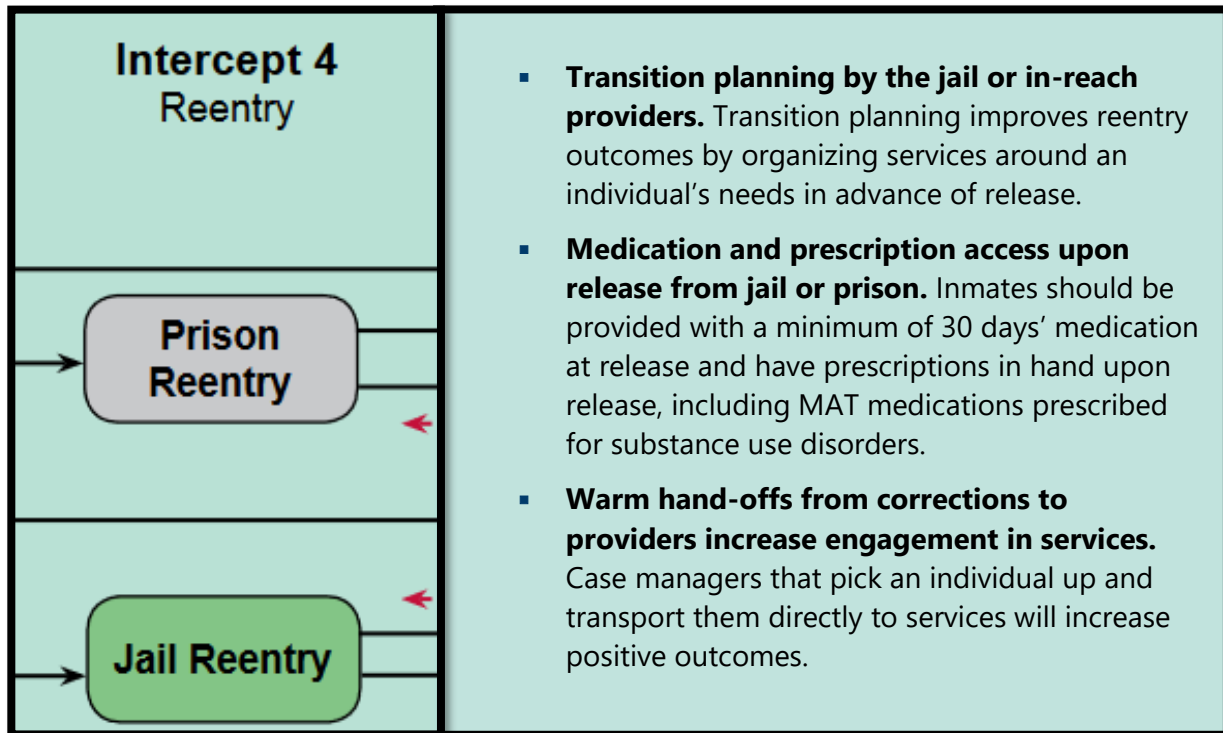 Intercept 4
Reentry
Prison
Reentry
Jail Reentry
▪ Transition planning by the jail or in-reach
providers. Transition planning improves reentry
outcomes by organizing services around an
individual’s needs in advance of release.
▪ Medication and prescription access upon
release from jail or prison. Inmates should be
provided with a minimum of 30 days’ medication
at release and have prescriptions in hand upon
release, including MAT medications prescribed
for substance use disorders.
▪ Warm hand-offs from corrections to
providers increase engagement in services.
Case managers that pick an individual up and
transport them directly to services will increase
positive outcomes.